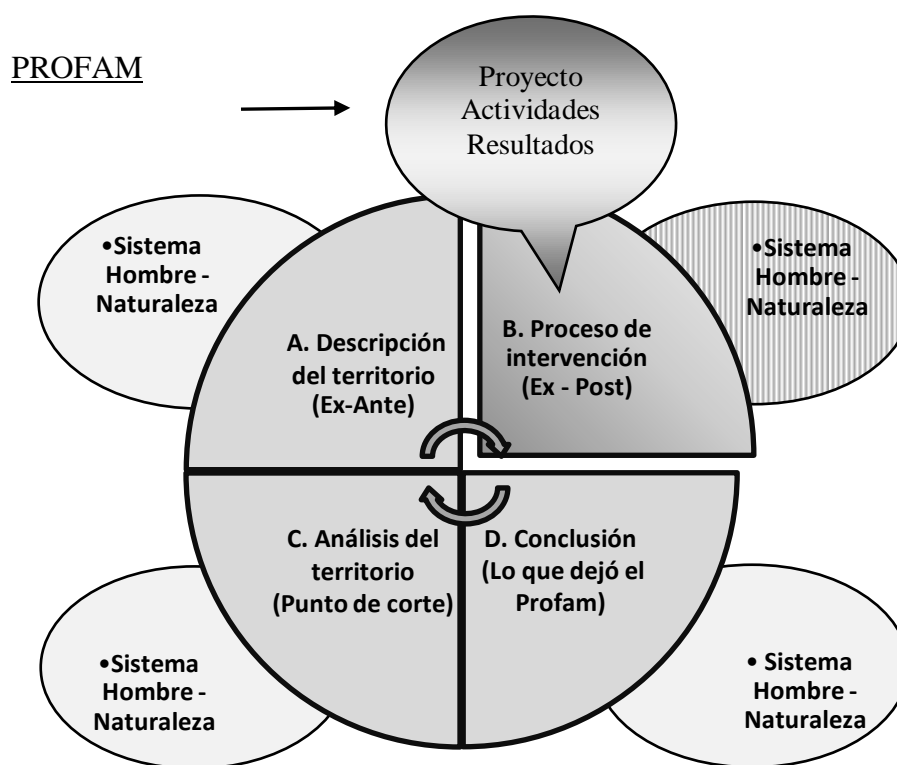 PROFAM
Proyecto
Actividades
Resultados
•Sistema
Hombre -
Naturaleza
•Sistema
Hombre -
Naturaleza
A. Descripción
del territorio
(Ex-Ante)
B. Proceso de
intervención
(Ex - Post)
C. Análisis del
territorio
(Punto de corte)
D. Conclusión
(Lo que dejó el
Profam)
•Sistema
Hombre -
Naturaleza
• Sistema
Hombre -
Naturaleza